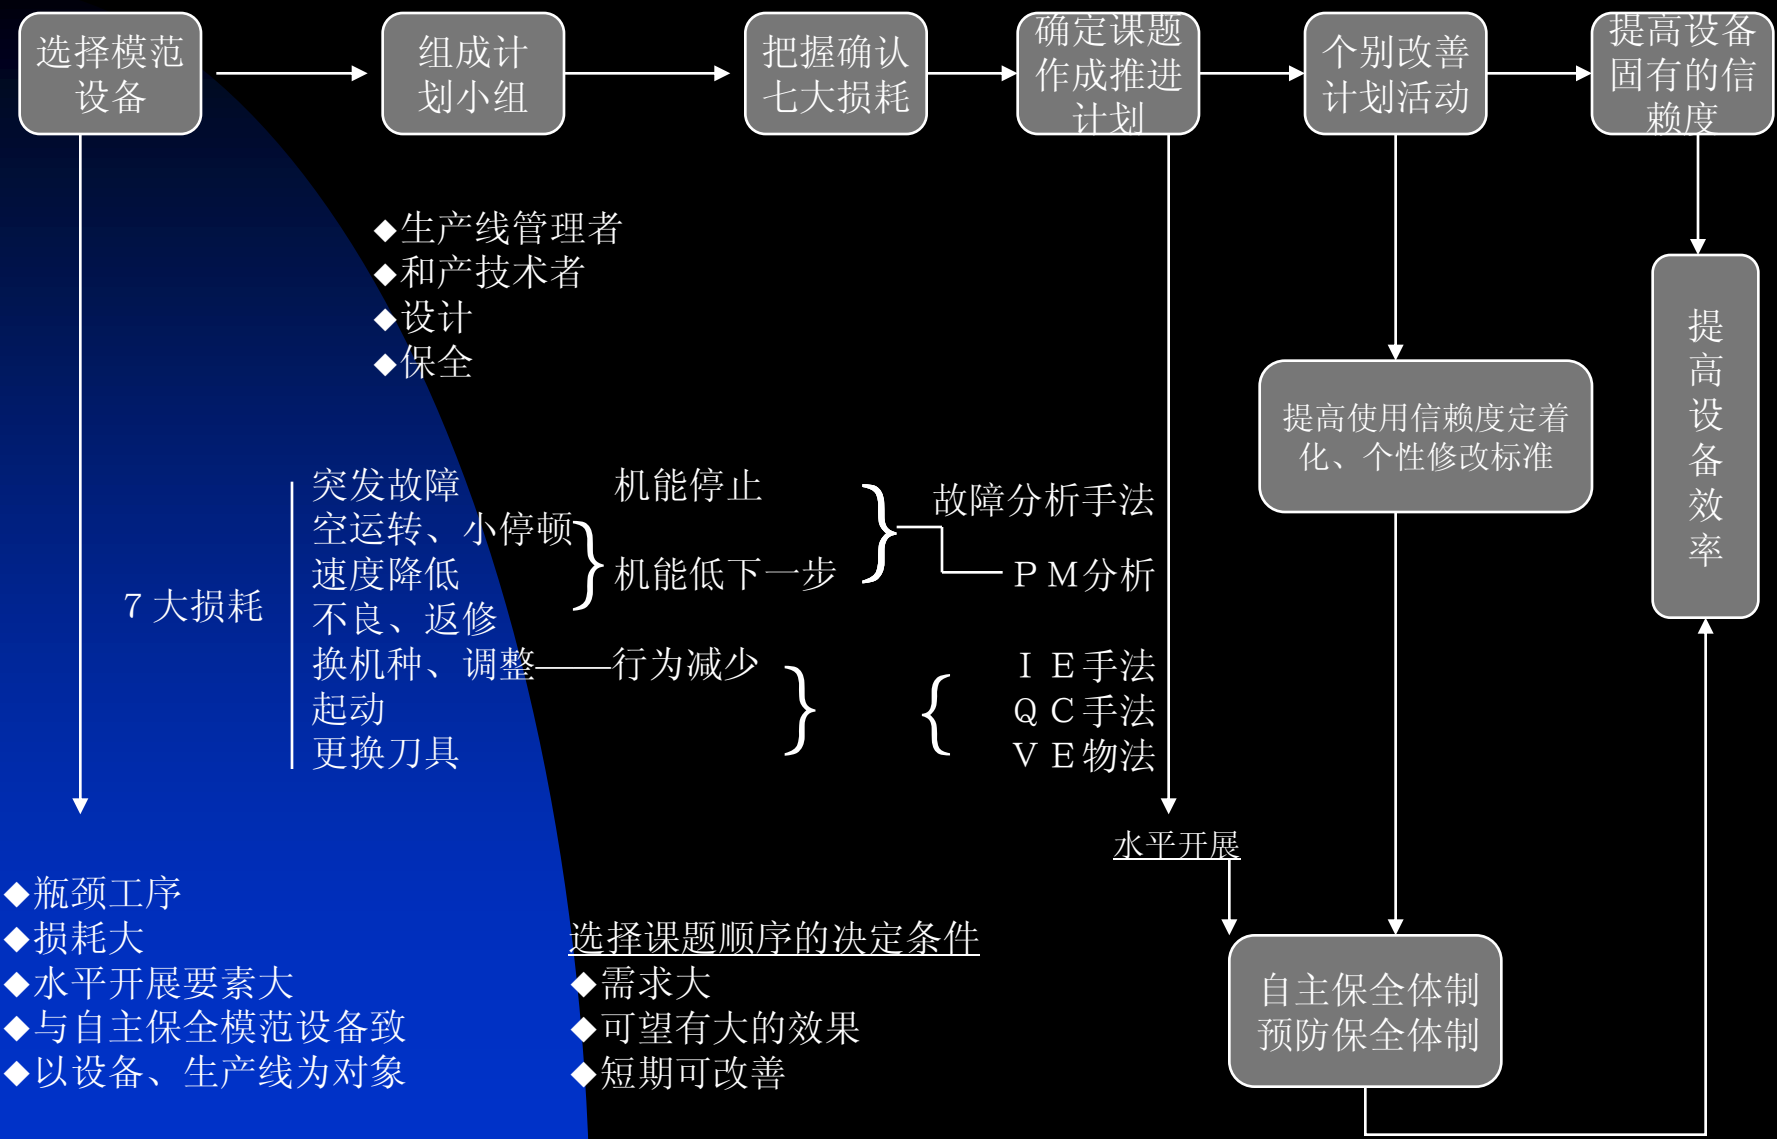 选择模范
设备
组成计
划小组
把握确认
七大损耗
确定课题
作成推进
计划
个别改善
计划活动
提高设备
固有的信
赖度
◆生产线管理者
◆和产技术者
◆设计
◆保全
提高设备效率
提高使用信赖度定着
化、个性修改标准
7大损耗
突发故障
空运转、小停顿
速度降低
不良、返修
换机种、调整
起动
更换刀具
机能停止
机能低下一步
行为减少
故障分析手法
PM分析
IE手法
QC手法
VE物法
水平开展
◆瓶颈工序
◆损耗大
◆水平开展要素大
◆与自主保全模范设备致
◆以设备、生产线为对象
选择课题顺序的决定条件
◆需求大
◆可望有大的效果
◆短期可改善
自主保全体制
预防保全体制